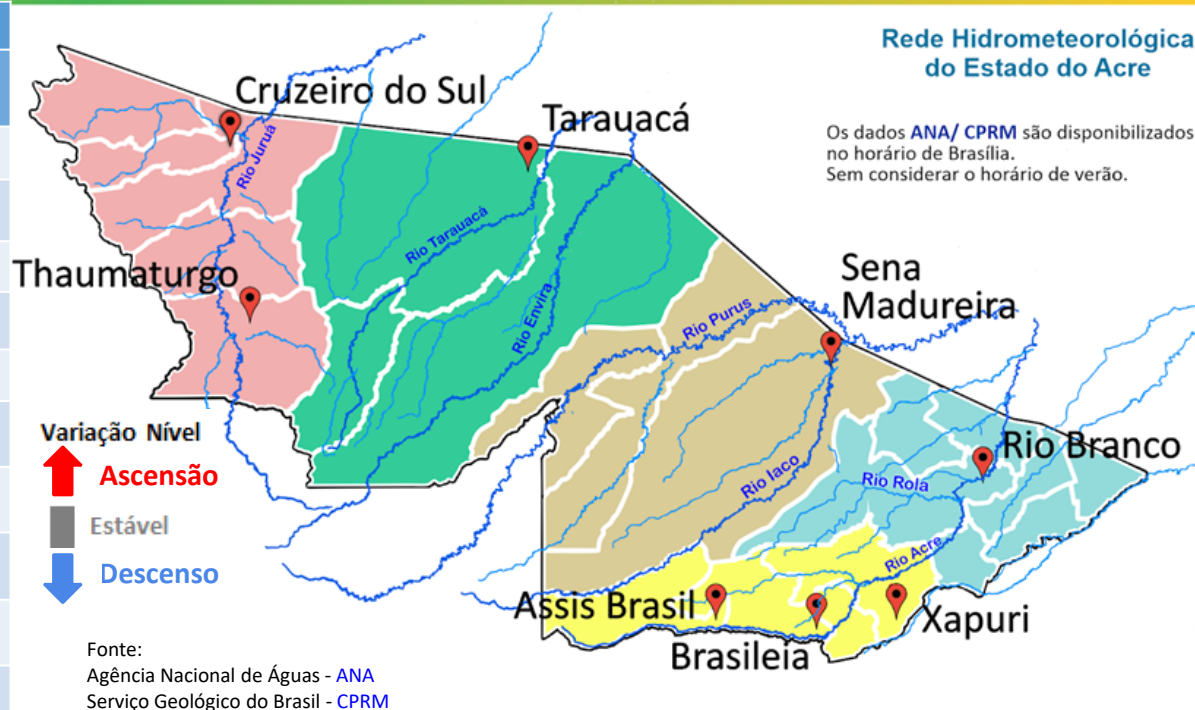 Rede Hidrometeorológica
do Estado do Acre
Os dados ANA/ CPRM são disponibilizados
no horário de Brasília.
Sem considerar o horário de verão.
Cruzeiro do Sul
Tarauacá
Rio Juruá
Rio Tarauacá
Thaumaturgo
Rio Envira
Sena
Madureira
Rio Purus
Variação Nível
Ascensão
Estável
Descenso
Rio Branco
Rio Iaco
Rio Rola
Rio Acre
Assis Brasil
Xapuri
Brasileia
Fonte:
Agência Nacional de Águas - ANA
Serviço Geológico do Brasil - CPRM